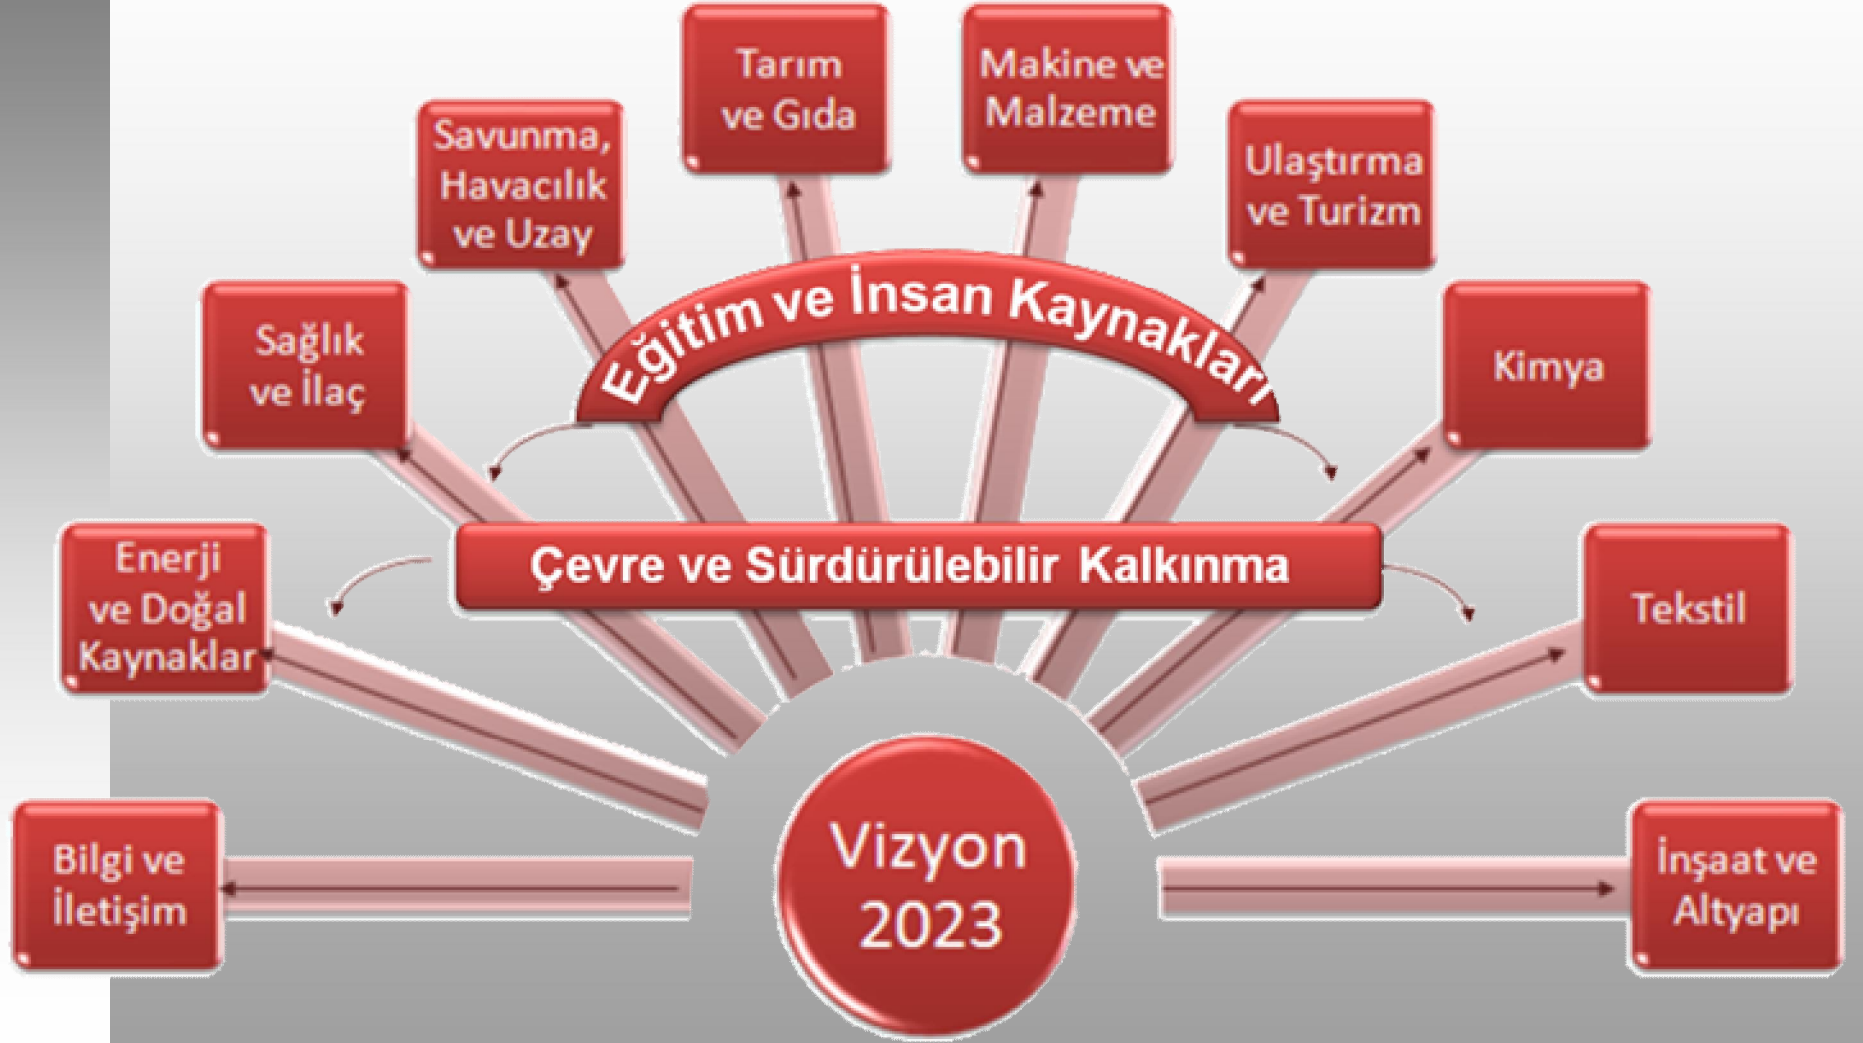 Tarım
ve Gıda
Makine ve
Malzeme
Savunma,
Havacılık
ve Uzay
Ulaştırma
ve Turizm
Eğitim ve İnsan Kaynakları
Sağlık
ve İlaç
Kimya
Çevre ve Sürdürülebilir Kalkınma
Enerji
ve Doğal
Kaynaklar
Tekstil
Bilgi ve
İletişim
Vizyon
2023
İnşaat ve
Altyapı